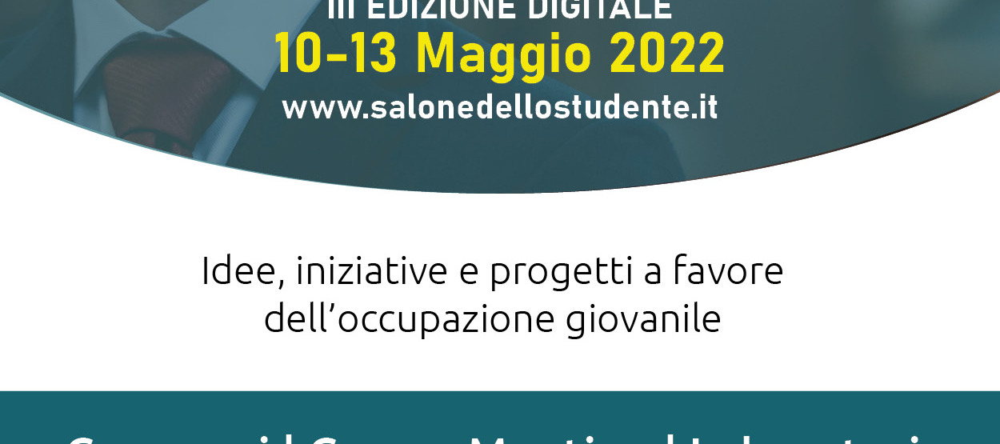 III EDIZIONE DIGITALE
10-13 Maggio 2022
www.salonedellostudente.it
Idee, iniziative e progetti a favore
dell’occupazione giovanile